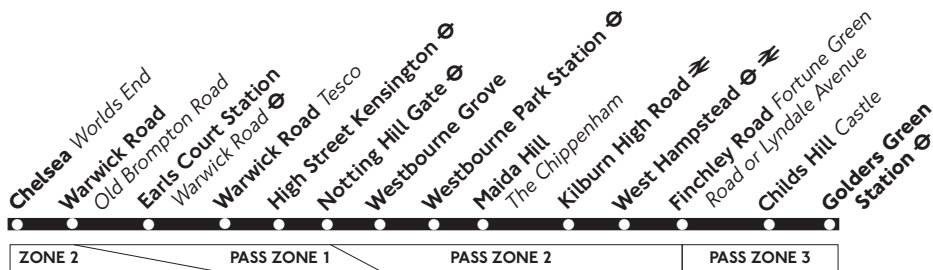 Chelsea Worlds End
Warwick Road
Old Brompton Road
Earls Court Station
Warwick Road
Warwick Road Tesco
High Street Kensington
Notting Hill Gate
Westbourne Grove
Westbourne Park Station
Maida Hill
The Chippenham
Kilburn High Road
West Hampstead
Finchley Road Fortune Green
Road or Lyndale Avenue
Childs Hill Castle
Golders Green
Station
ZONE 2
PASS ZONE 1
PASS ZONE 2
PASS ZONE 3